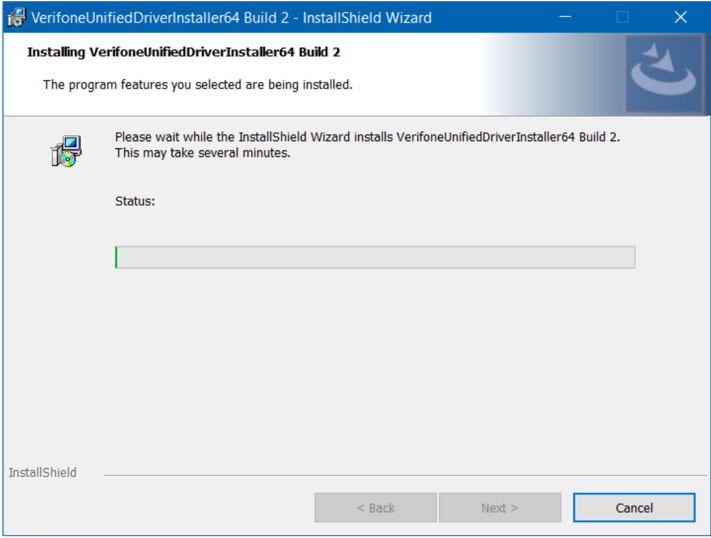 VerifoneUnifiedDriverInstaller64 Build 2 - InstallShield Wizard
Installing VerifoneUnifiedDriverInstaller64 Build 2
The program features you selected are being installed.
Please wait while the InstallShield Wizard installs VerifoneUnifiedDriverInstaller64 Build 2.
This may take several minutes.
Status:
InstallShield
< Back
Next >
Cancel